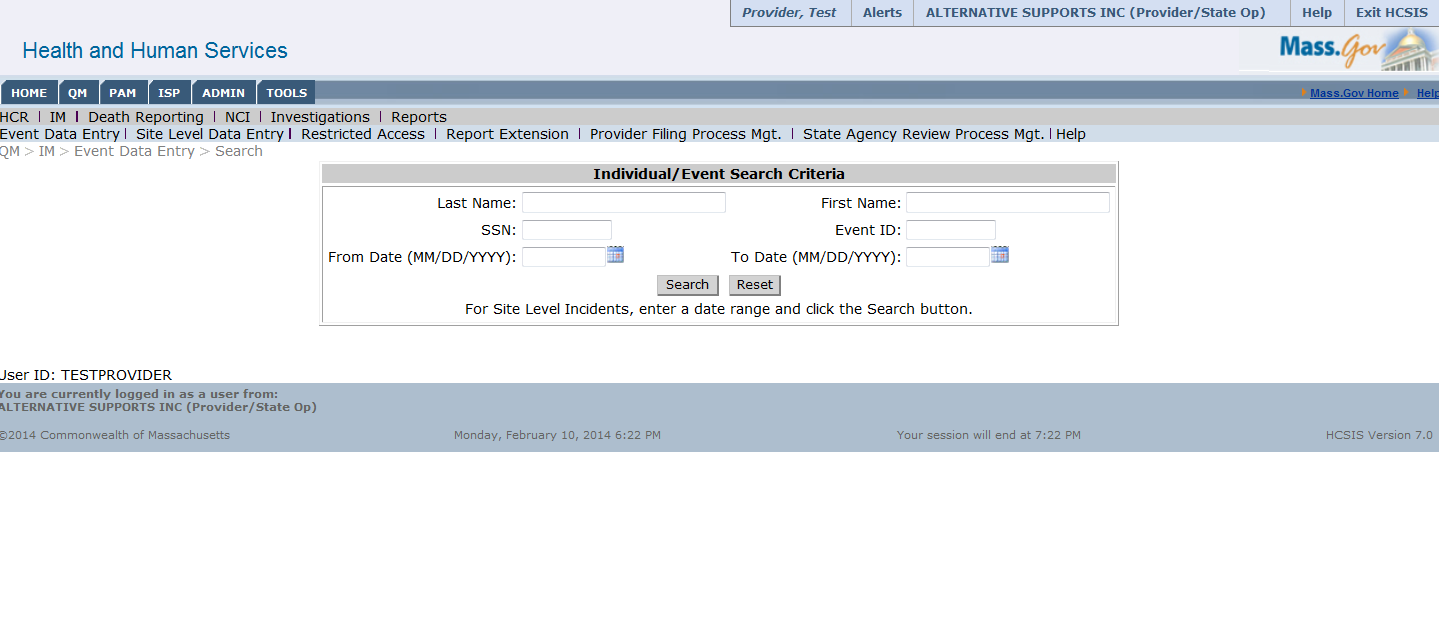 Provider, Test Alerts ALTERNATIVE SUPPORTS INC (Provider/State Op) Help Exit HCSIS
Health and Human Services
Mass.Gov
HOME QM PAM ISP ADMIN TOOLS
Mass.Gov Home Help
HCR | IM | Death Reporting | NCI | Investigations | Reports
Event Data Entry | Site Level Data Entry | Restricted Access | Report Extension | Provider Filing Process Mgt. | State Agency Review Process Mgt. | Help
QM > IM > Event Data Entry > Search
Individual/Event Search Criteria
Last Name: First Name:
SSN: Event ID:
From Date (MM/DD/YYYY): To Date (MM/DD/YYYY):
Search Reset
For Site Level Incidents, enter a date range and click the Search button.
User ID: TESTPROVIDER
You are currently logged in as a user from:
ALTERNATIVE SUPPORTS INC (Provider/State Op)
©2014 Commonwealth of Massachusetts Monday, February 10, 2014 6:22 PM Your session will end at 7:22 PM HCSIS Version 7.0